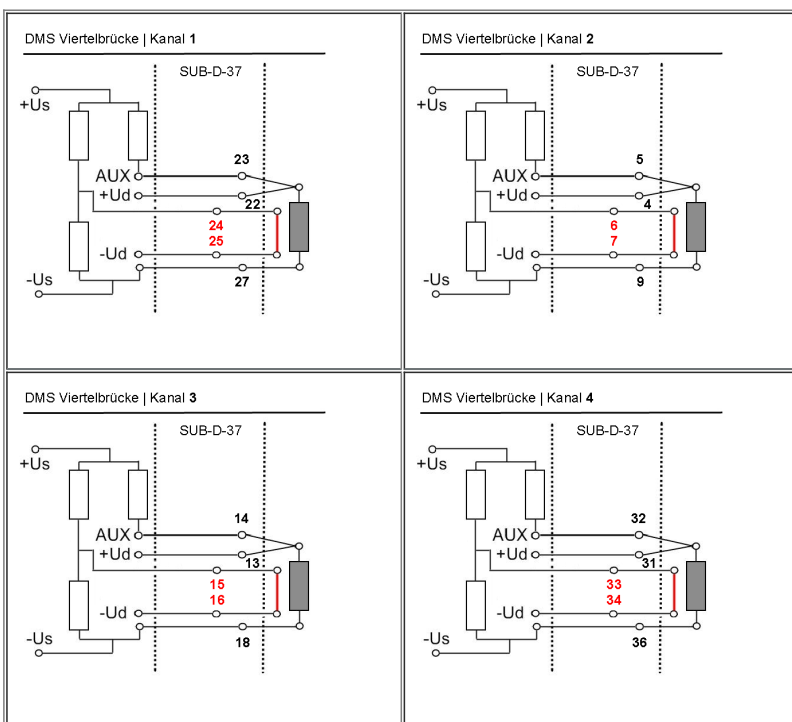 DMS Viertelbrücke | Kanal 1
SUB-D-37
+Us
23
AUX
+Ud
22
24
25
-Ud
-Us
27
DMS Viertelbrücke | Kanal 2
SUB-D-37
+Us
5
AUX
+Ud
4
6
7
-Ud
-Us
9
DMS Viertelbrücke | Kanal 3
SUB-D-37
+Us
14
AUX
+Ud
13
15
16
-Ud
-Us
18
DMS Viertelbrücke | Kanal 4
SUB-D-37
+Us
32
AUX
+Ud
31
33
34
-Ud
-Us
36